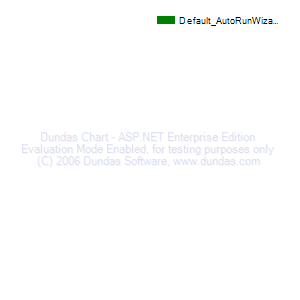 Default_AutoRunWiza...
Dundas Chart - ASP.NET Enterprise Edition
Evaluation Mode Enabled, for testing purposes only
(C) 2006 Dundas Software, www.dundas.com